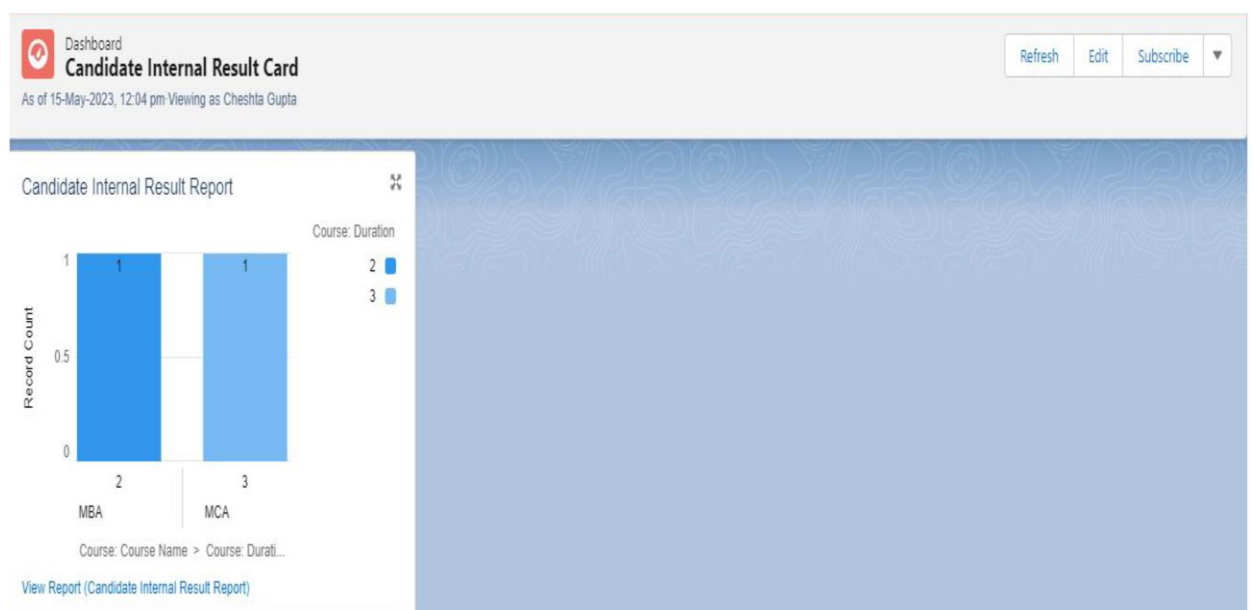 Dashboard
Candidate Internal Result Card
Refresh Edit Subscribe
As of 15-May-2023, 12:04 pm·Viewing as Cheshta Gupta
Candidate Internal Result Report
Course: Duration
2
3
Record Count
1
0.5
0
1 1
2 3
MBA MCA
Course: Course Name > Course: Durati...
View Report (Candidate Internal Result Report)